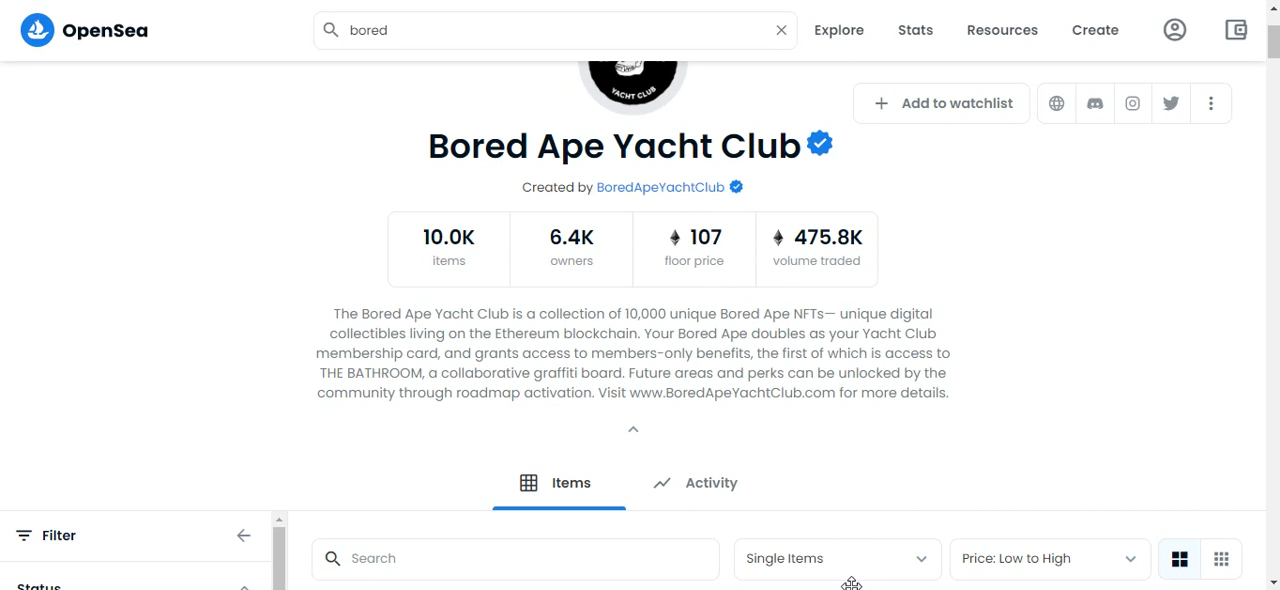 OpenSea
bored
Explore
Stats
Resources
Create
YACHT CLUB
Add to watchlist
Bored Ape Yacht Club
Created by BoredApeYachtClub
10.0K
6.4K
107
475.8K
items
owners
floor price
volume traded
The Bored Ape Yacht Club is a collection of 10,000 unique Bored Ape NFTs— unique digital
collectibles living on the Ethereum blockchain. Your Bored Ape doubles as your Yacht Club
membership card, and grants access to members-only benefits, the first of which is access to
THE BATHROOM, a collaborative graffiti board. Future areas and perks can be unlocked by the
community through roadmap activation. Visit www.BoredApeYachtClub.com for more details.
Items
Activity
Filter
Search
Single Items
Price: Low to High
Status